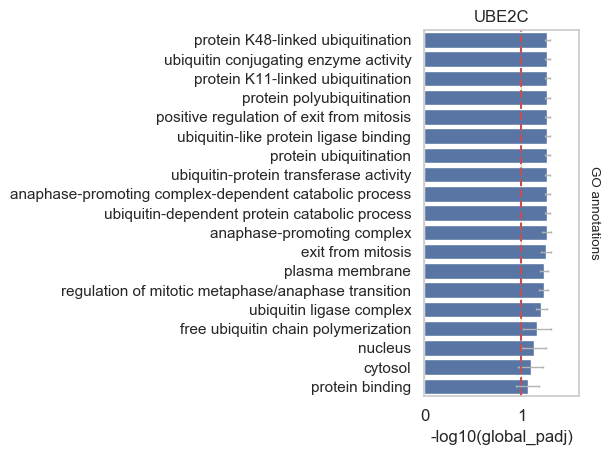 UBE2C
protein K48-linked ubiquitination
ubiquitin conjugating enzyme activity
protein K11-linked ubiquitination
protein polyubiquitination
positive regulation of exit from mitosis
ubiquitin-like protein ligase binding
protein ubiquitination
ubiquitin-protein transferase activity
anaphase-promoting complex-dependent catabolic process
ubiquitin-dependent protein catabolic process
anaphase-promoting complex
exit from mitosis
plasma membrane
regulation of mitotic metaphase/anaphase transition
ubiquitin ligase complex
free ubiquitin chain polymerization
nucleus
cytosol
protein binding
GO annotations
0 1
-log10(global_padj)